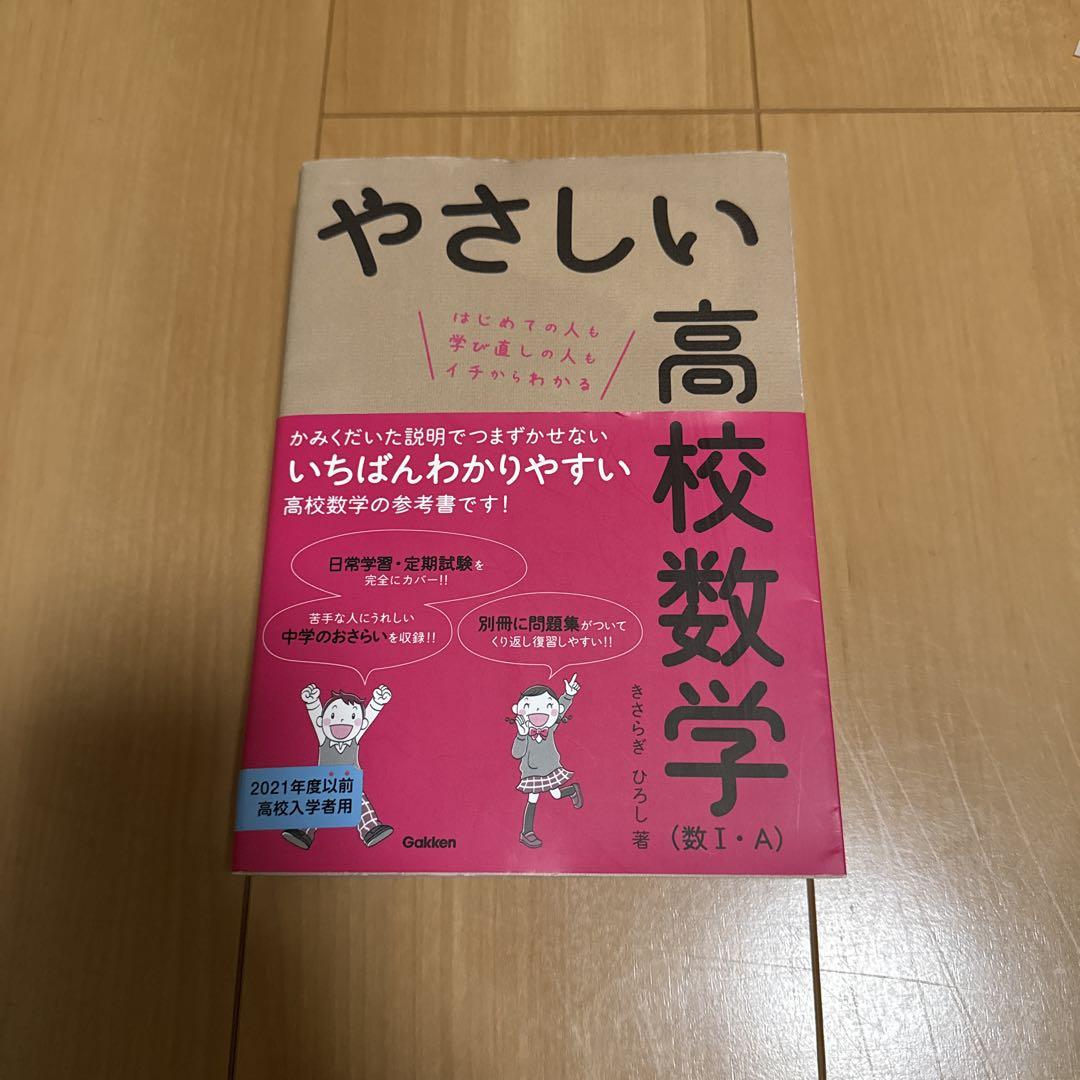 やさしい
高校数学
(数Ⅰ・A)
はじめての人も
学び直しの人も
イチからわかる
かみくだいた説明でつまずかせない
いちばんわかりやすい
高校数学の参考書です!
日常学習・定期試験を
完全にカバー!!
苦手な人にうれしい
中学のおさらいを収録!!
別冊に問題集がついて
くり返し復習しやすい!!
きさらぎ ひろし 著
2021年度以前
高校入学者用
Gakken